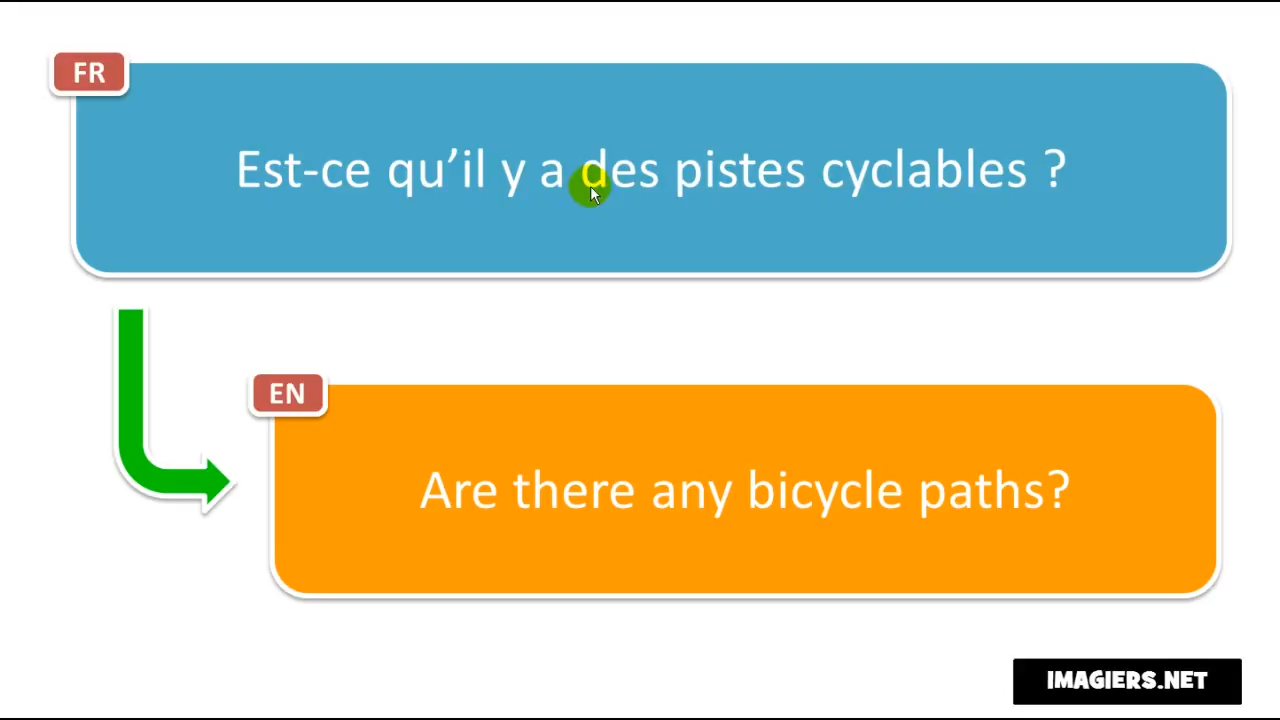 FR
Est-ce qu’il y a des pistes cyclables ?
EN
Are there any bicycle paths?
IMAGIERS.NET